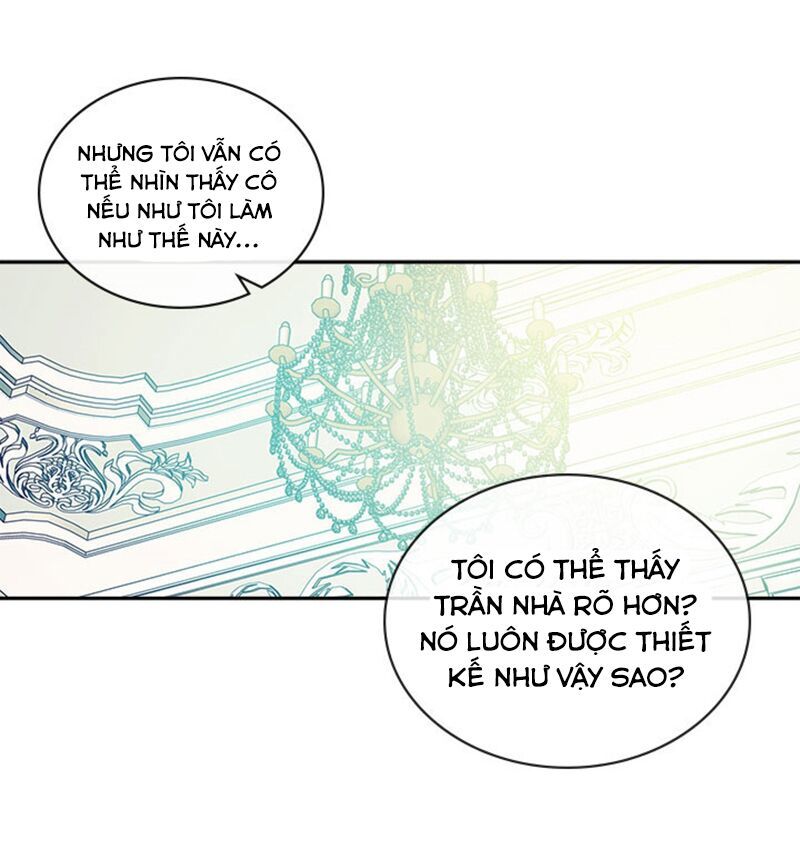 NHƯNG TÔI VẪN CÓ
THỂ NHÌN THẤY CÔ
NẾU NHƯ TÔI LÀM
NHƯ THẾ NÀY...
TÔI CÓ THỂ THẤY
TRẦN NHÀ RÕ HƠN?
NÓ LUÔN ĐƯỢC THIẾT
KẾ NHƯ VẬY SAO?